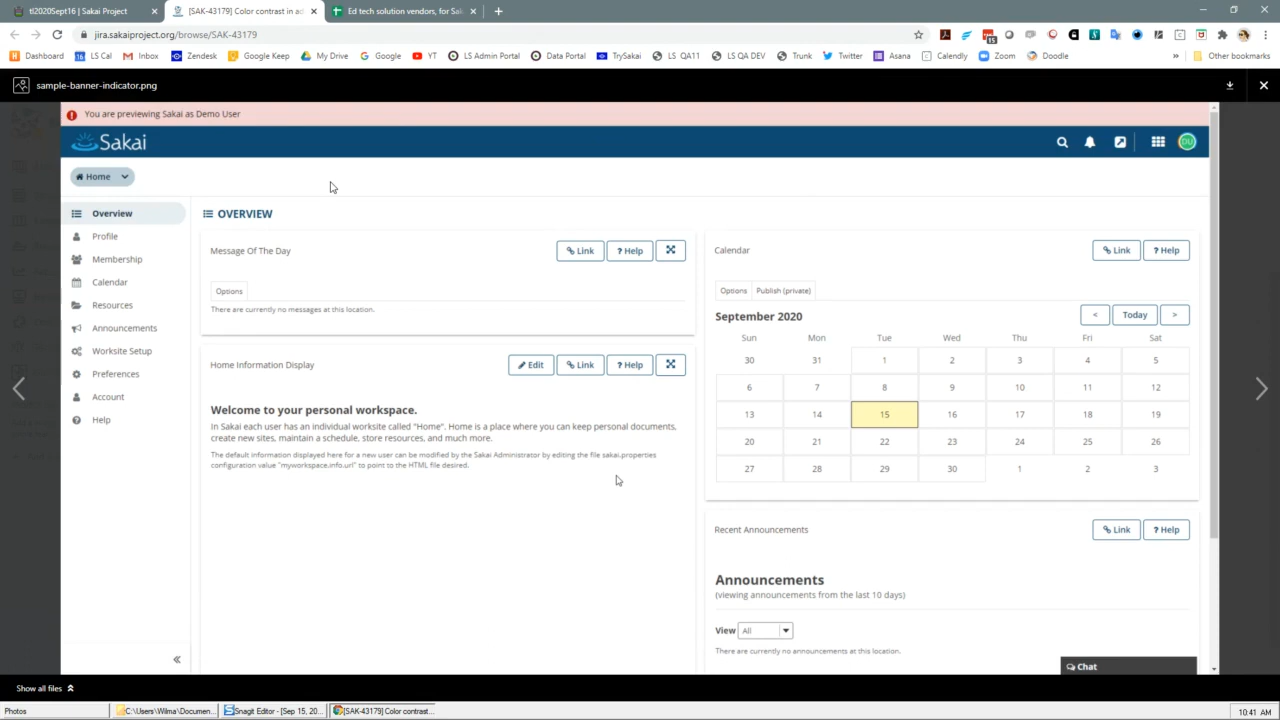 tl2020Sept16 | Sakai Project
[SAK-43179] Color contrast in ad
Ed tech solution vendors, for Sak
jira.sakaiproject.org/browse/SAK-43179
15
Dashboard
LS Cal
Inbox
Zendesk
Google Keep
My Drive
Google
YT
LS Admin Portal
Data Portal
TrySakai
LS QA11
LS QA DEV
Trunk
Twitter
Asana
Calendly
Zoom
Doodle
Other bookmarks
sample-banner-indicator.png
You are previewing Sakai as Demo User
Sakai
DU
Home
Overview
Profile
Membership
Calendar
Resources
Announcements
Worksite Setup
Preferences
Account
Help
OVERVIEW
Message Of The Day
Link
? Help
Options
There are currently no messages at this location.
Home Information Display
Edit
Link
? Help
Welcome to your personal workspace.
In Sakai each user has an individual worksite called "Home". Home is a place where you can keep personal documents,
create new sites, maintain a schedule, store resources, and much more.
The default information displayed here for a new user can be modified by the Sakai Administrator by editing the file sakai.properties
configuration value "myworkspace.info.url" to point to the HTML file desired.
Calendar
Link
? Help
Options
Publish (private)
September 2020
<
Today
>
Sun Mon Tue Wed Thu Fri Sat
30 31 1 2 3 4 5
6 7 8 9 10 11 12
13 14 15 16 17 18 19
20 21 22 23 24 25 26
27 28 29 30 1 2 3
Recent Announcements
Link
? Help
Announcements
(viewing announcements from the last 10 days)
View All
There are currently no announcements at this location.
Chat
Show all files
Photos
C:\Users\Wilma\Documen...
Snagit Editor - [Sep 15, 20...
[SAK-43179] Color contrast...
10:41 AM